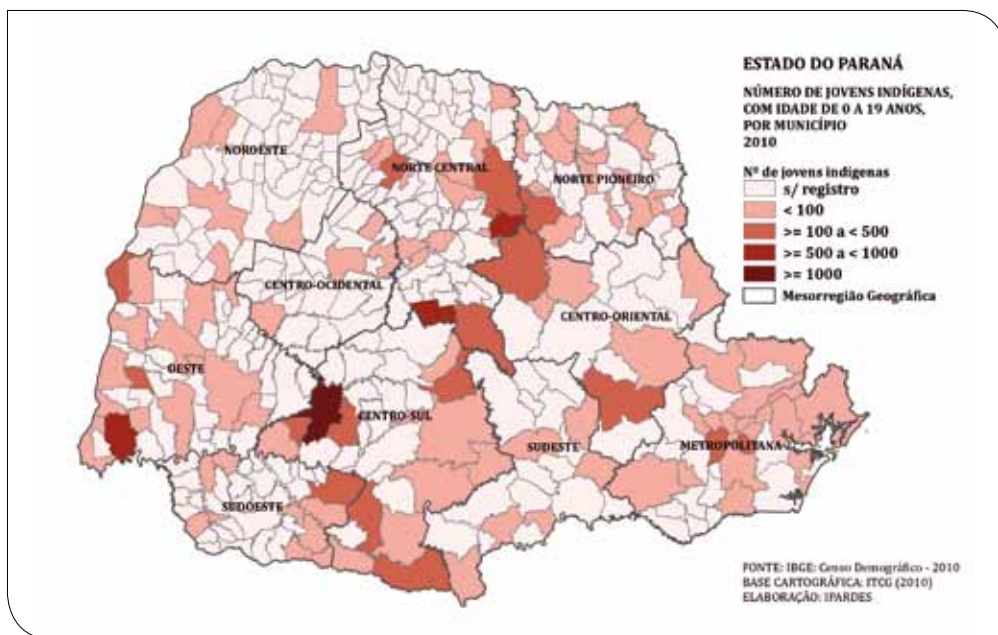 ESTADO DO PARANÁ
NÚMERO DE JOVENS INDÍGENAS,
COM IDADE DE 0 A 19 ANOS,
POR MUNICÍPIO
2010
Nº de jovens indígenas
s/ registro
< 100
>= 100 a < 500
>= 500 a < 1000
>= 1000
Mesorregião Geográfica
NOROESTE
NORTE CENTRAL
NORTE PIONEIRO
CENTRO-OCIDENTAL
CENTRO-ORIENTAL
OESTE
CENTRO-SUL
SUDESTE
METROPOLITANA
SUDOESTE
FONTE: IBGE: Censo Demográfico - 2010
BASE CARTOGRÁFICA: ITCG (2010)
ELABORAÇÃO: IPARDES